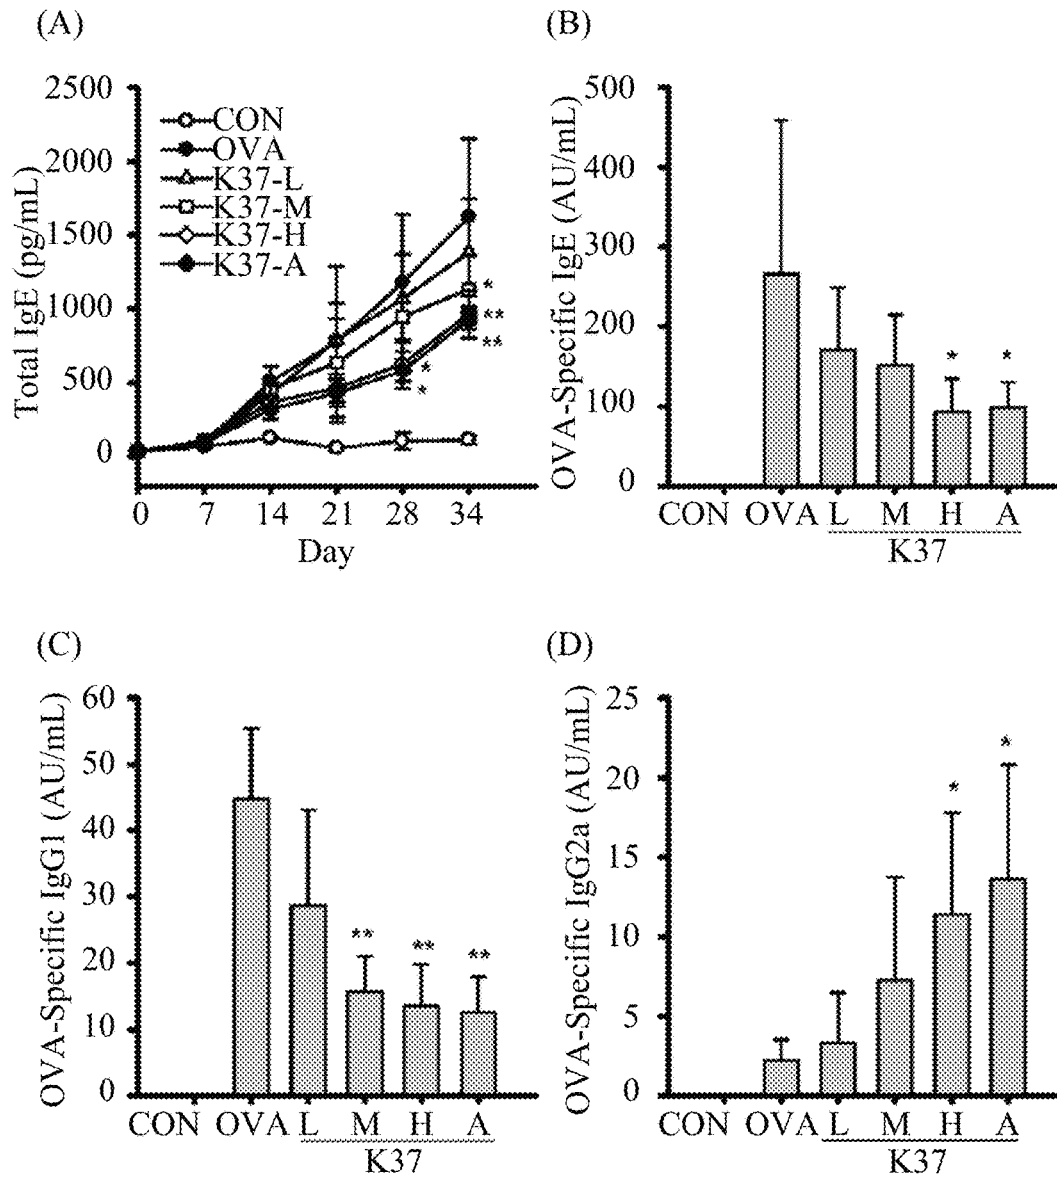 (A)
Total IgE (pg/mL)
2500
2000
1500
1000
500
0
CON
OVA
K37-L
K37-M
K37-H
K37-A
*
**
**
*
*
0 7 14 21 28 34
Day
(B)
OVA-Specific IgE (AU/mL)
500
400
300
200
100
0
* *
CON OVA L M H A
K37
(C)
OVA-Specific IgG1 (AU/mL)
60
50
40
30
20
10
0
** ** **
CON OVA L M H A
K37
(D)
OVA-Specific IgG2a (AU/mL)
25
20
15
10
5
0
* *
CON OVA L M H A
K37